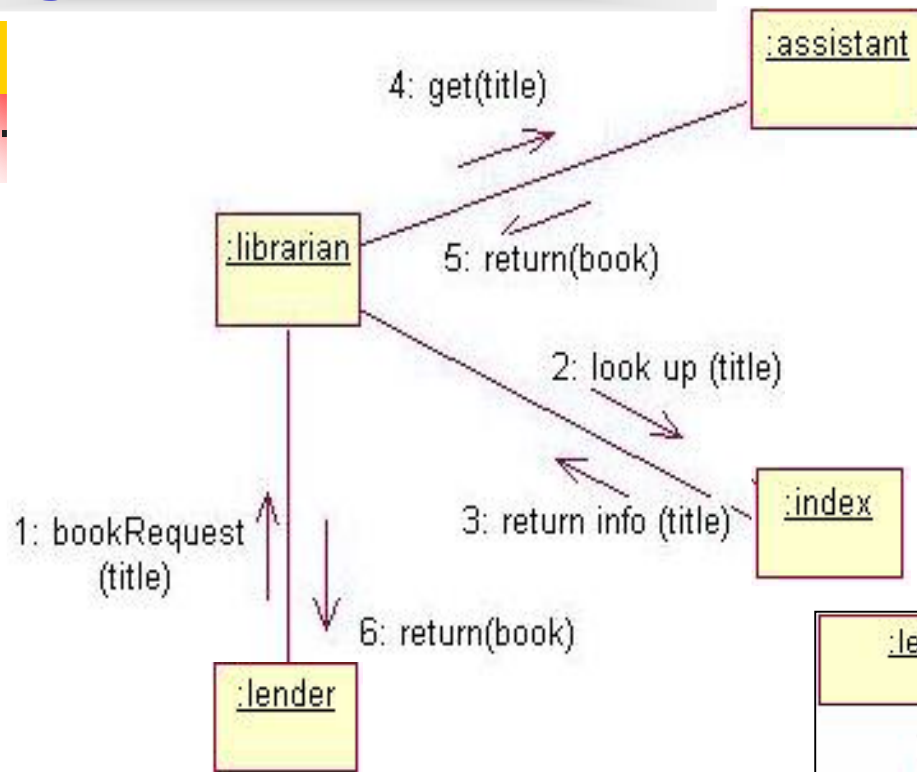 :assistant
4: get(title)
:librarian
5: return(book)
2: look up (title)
:index
3: return info (title)
1: bookRequest
(title)
6: return(book)
:lender